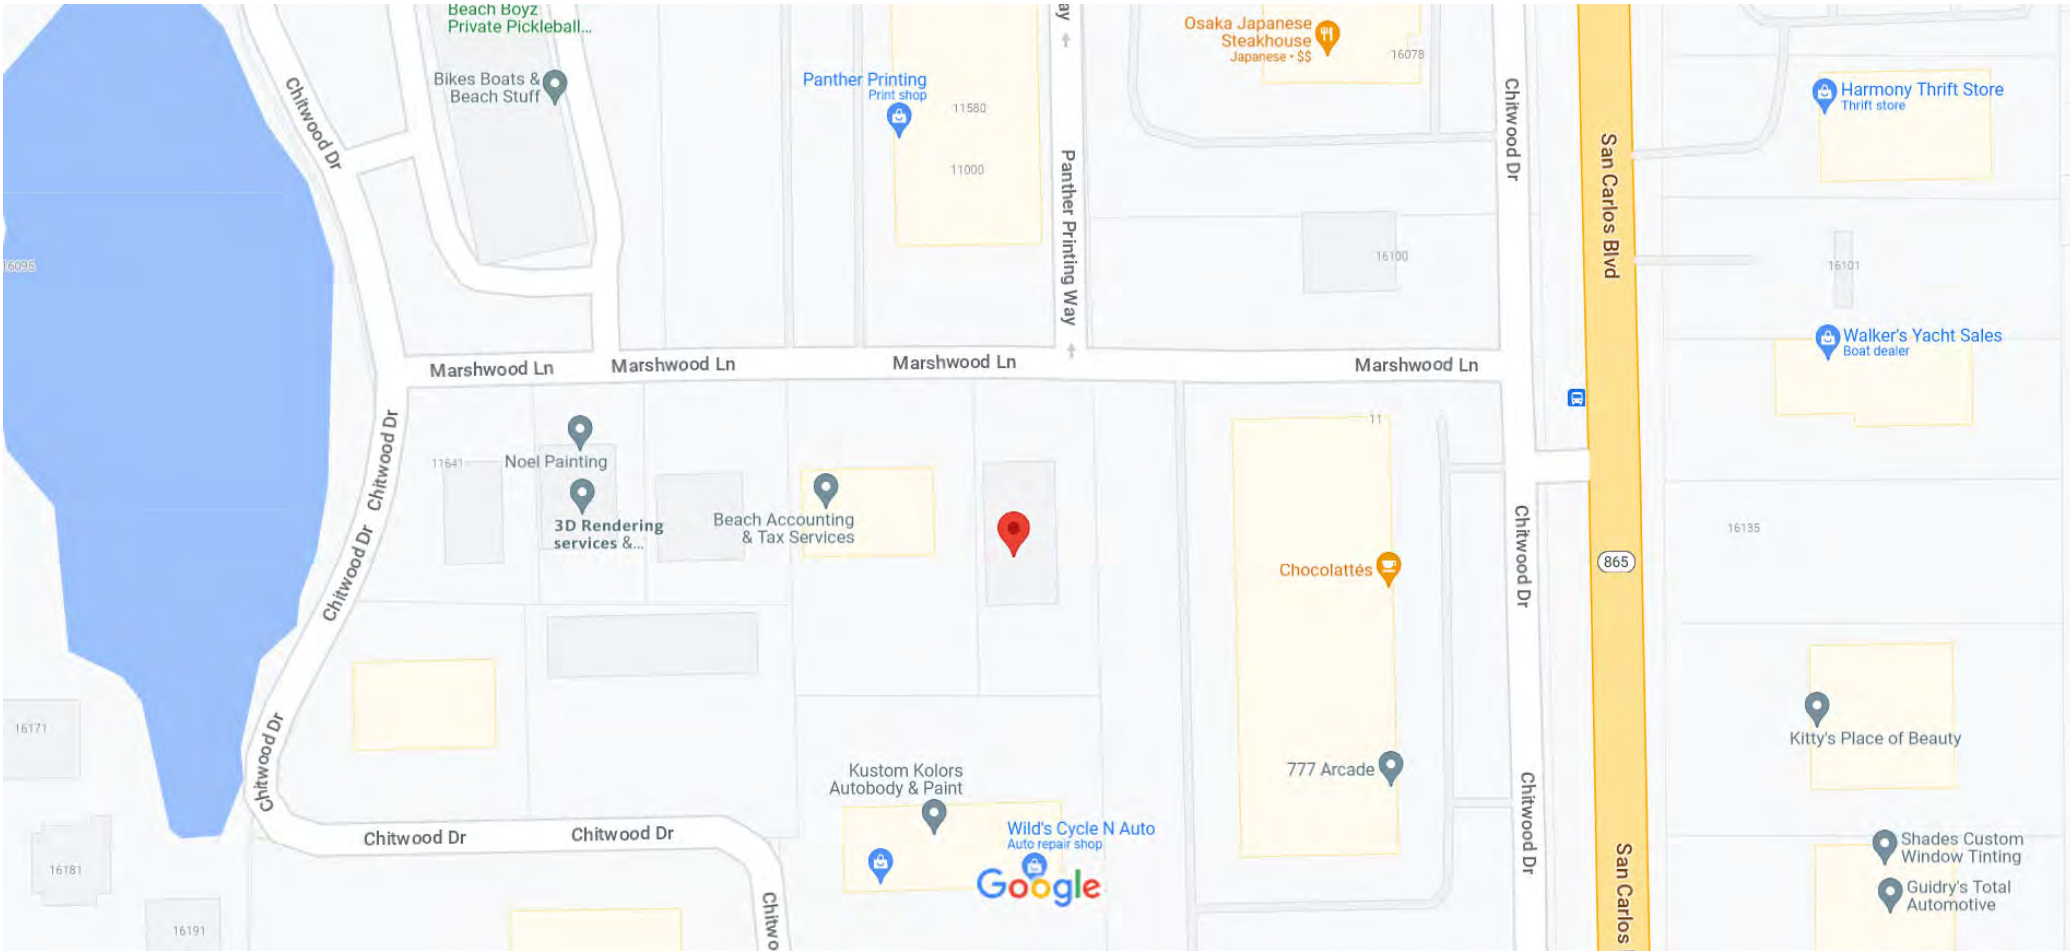 Beach Boyz
Private Pickleball...
Bikes Boats &
Beach Stuff
Chitwood Dr
Panther Printing
Print shop
11580
11000
ay
Panther Printing Way
Osaka Japanese
Steakhouse
Japanese • $$
16078
Chitwood Dr
San Carlos Blvd
Harmony Thrift Store
Thrift store
16095
16100
16101
Walker's Yacht Sales
Boat dealer
Marshwood Ln
Marshwood Ln
Marshwood Ln
Marshwood Ln
11
Chitwood Dr
11641
Noel Painting
3D Rendering
services &...
Beach Accounting
& Tax Services
Chitwood Dr
Chocolattés
Chitwood Dr
865
16135
16171
Chitwood Dr
Kitty's Place of Beauty
777 Arcade
Kustom Kolors
Autobody & Paint
Wild's Cycle N Auto
Auto repair shop
Google
Chitwood Dr
Chitwood Dr
Chitwood Dr
San Carlos
Shades Custom
Window Tinting
Guidry's Total
Automotive
16181
16191
Chitwo